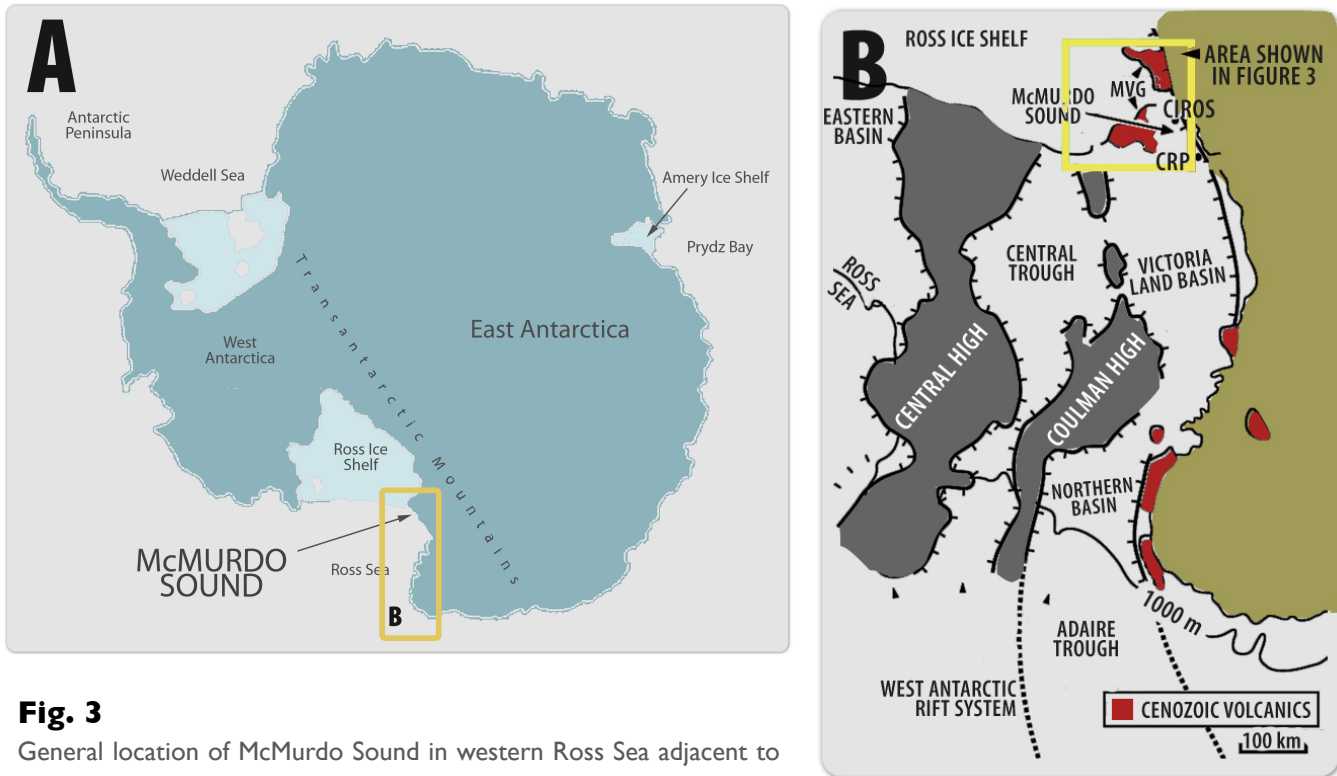 A
Antarctic
Peninsula
Weddell Sea
Amery Ice Shelf
Prydz Bay
Transantarctic Mountains
East Antarctica
West
Antarctica
Ross Ice
Shelf
McMURDO
SOUND
Ross Sea
B
Fig. 3
General location of McMurdo Sound in western Ross Sea adjacent to
B
ROSS ICE SHELF
AREA SHOWN
IN FIGURE 3
MVG
McMURDO
SOUND
CIROS
EASTERN
BASIN
CRP
CENTRAL
TROUGH
VICTORIA
LAND BASIN
ROSS
SEA
CENTRAL HIGH
COULMAN HIGH
NORTHERN
BASIN
1000 m
ADAIRE
TROUGH
WEST ANTARCTIC
RIFT SYSTEM
CENOZOIC VOLCANICS
100 km